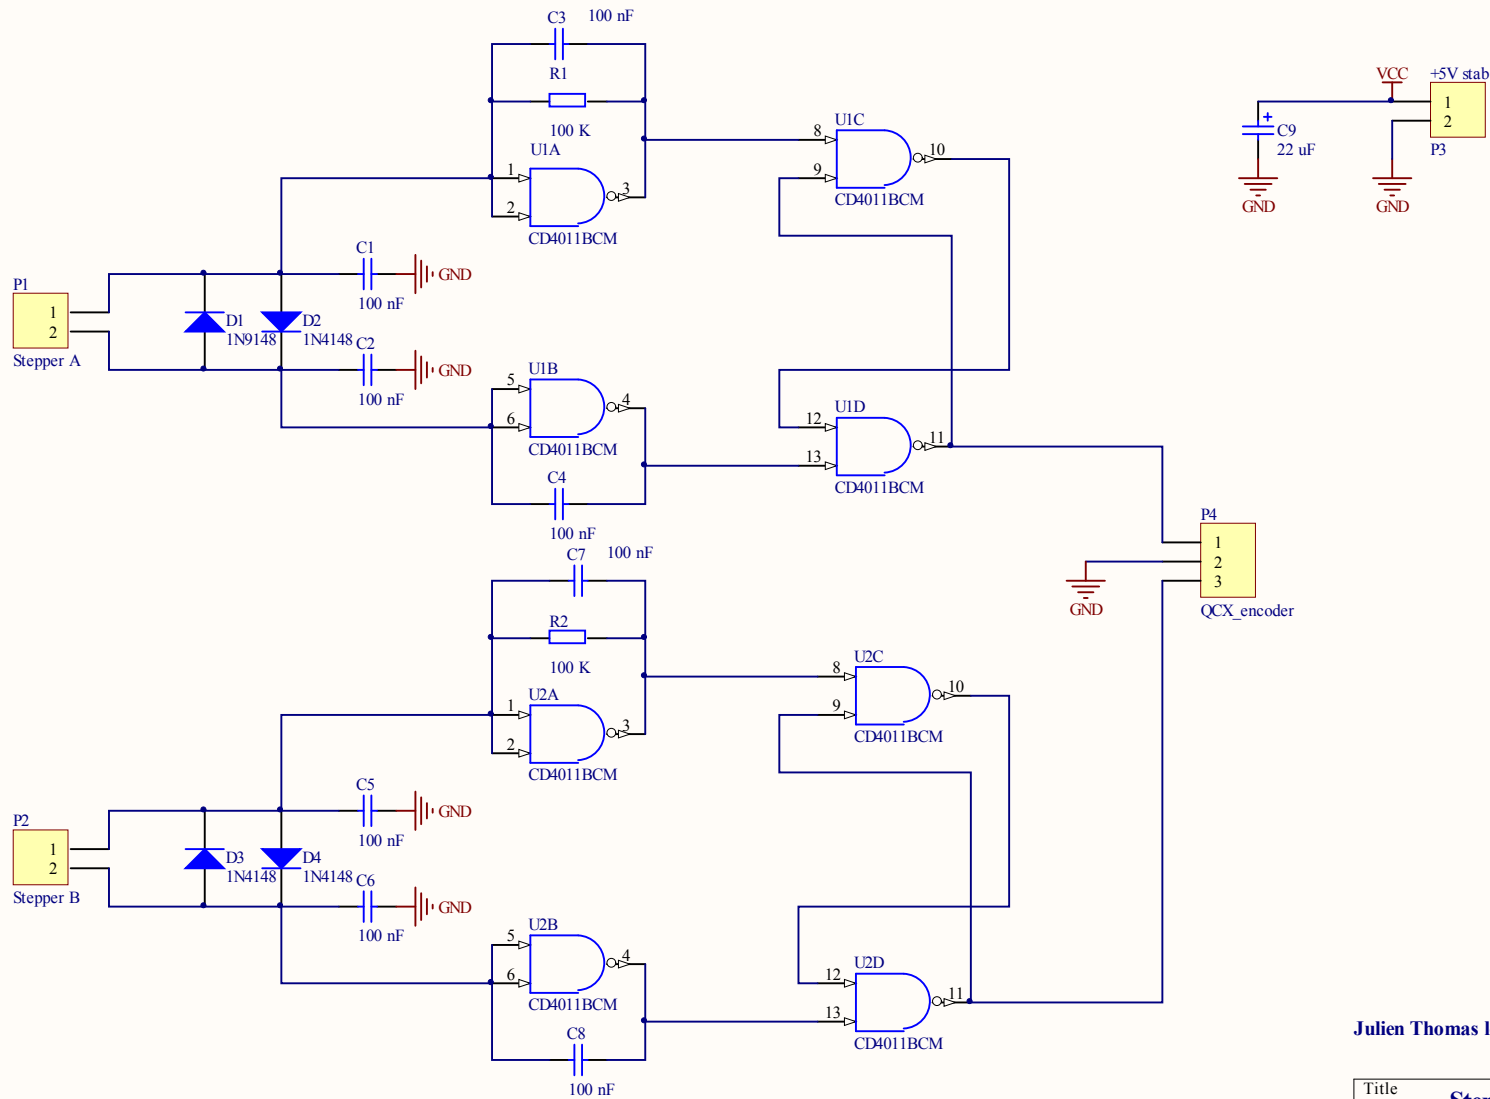 C3 100 nF
R1
100 K
U1A
1
2
3
CD4011BCM
U1C
8
9
10
CD4011BCM
VCC
+5V stab
1
2
P3
C9
22 uF
+
GND
GND
C1
GND
100 nF
P1
1
2
Stepper A
D1
1N9148
D2
1N4148
C2
GND
100 nF
U1B
5
6
4
CD4011BCM
C4
100 nF
U1D
12
13
11
CD4011BCM
P4
1
2
3
QCX_encoder
GND
C7 100 nF
R2
100 K
U2A
1
2
3
CD4011BCM
U2C
8
9
10
CD4011BCM
C5
GND
100 nF
P2
1
2
Stepper B
D3
1N4148
D4
1N4148
C6
GND
100 nF
U2B
5
6
4
CD4011BCM
C8
100 nF
U2D
12
13
11
CD4011BCM
Julien Thomas
Title